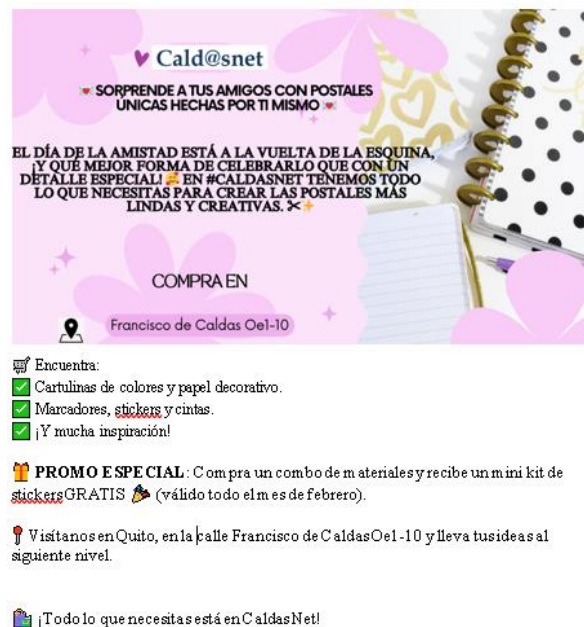 Cald@snet
💌 SORPRENDE A TUS AMIGOS CON POSTALES
ÚNICAS HECHAS POR TI MISMO 💌
EL DÍA DE LA AMISTAD ESTÁ A LA VUELTA DE LA ESQUINA,
¡Y QUÉ MEJOR FORMA DE CELEBRARLO QUE CON UN
DETALLE ESPECIAL! 🥰 EN #CALDASNET TENEMOS TODO
LO QUE NECESITAS PARA CREAR LAS POSTALES MÁS
LINDAS Y CREATIVAS. ✂✨
COMPRA EN
Francisco de Caldas Oe1-10
🛒 Encuentra:
✅ Cartulinas de colores y papel decorativo.
✅ Marcadores, stickers y cintas.
✅ ¡Y mucha inspiración!
🎁 PROMO ESPECIAL: Compra un combo de materiales y recibe un mini kit de
stickers GRATIS 🎉 (válido todo el mes de febrero).
📍 Visítanos en Quito, en la calle Francisco de Caldas Oe1-10 y lleva tus ideas al
siguiente nivel.
🛍 ¡Todo lo que necesitas está en CaldasNet!